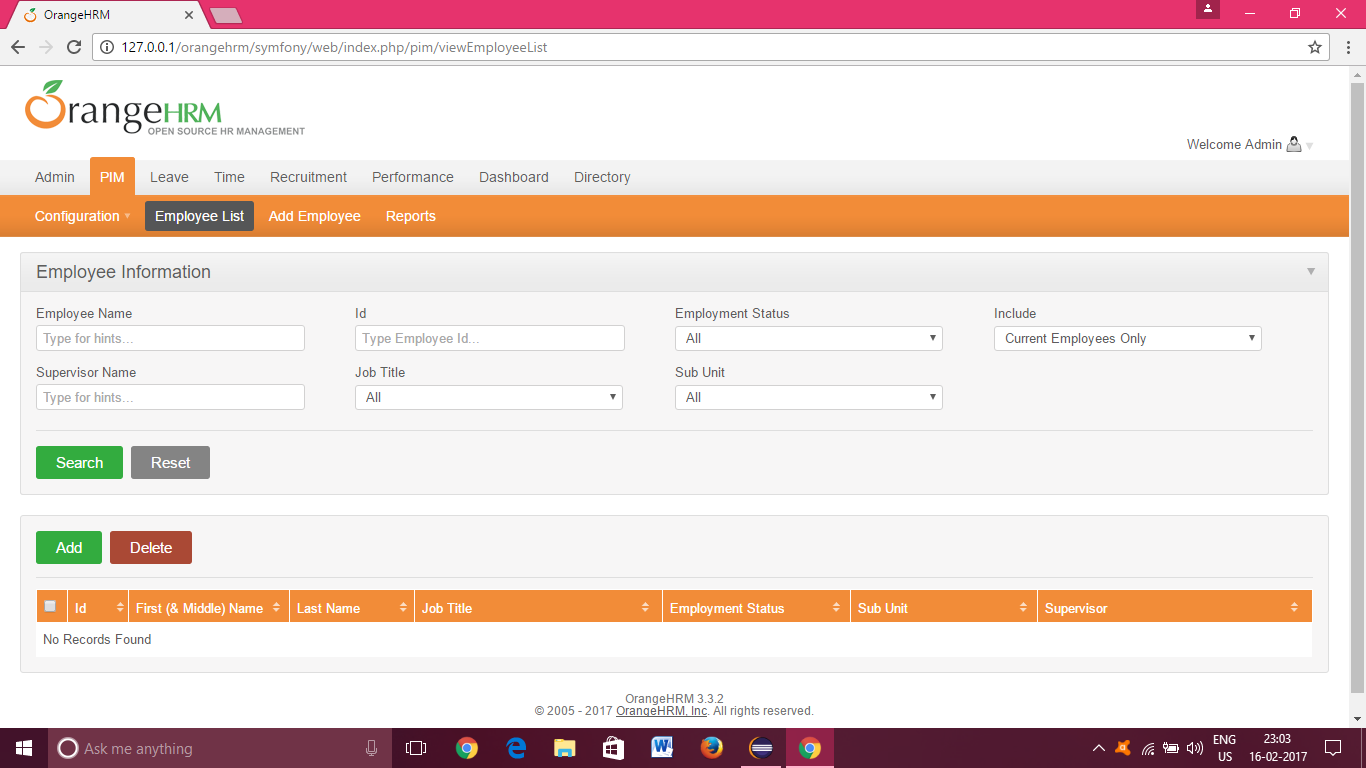 OrangeHRM
127.0.0.1/orangehrm/symfony/web/index.php/pim/viewEmployeeList
OrangeHRM
OPEN SOURCE HR MANAGEMENT
Welcome Admin
Admin PIM Leave Time Recruitment Performance Dashboard Directory
Configuration Employee List Add Employee Reports
Employee Information
Employee Name Id Employment Status Include
Type for hints... Type Employee Id... All Current Employees Only
Supervisor Name Job Title Sub Unit
Type for hints... All All
Search Reset
Add Delete
Id First (& Middle) Name Last Name Job Title Employment Status Sub Unit Supervisor
No Records Found
OrangeHRM 3.3.2
© 2005 - 2017 OrangeHRM, Inc. All rights reserved.
Ask me anything
ENG 23:03
US 16-02-2017